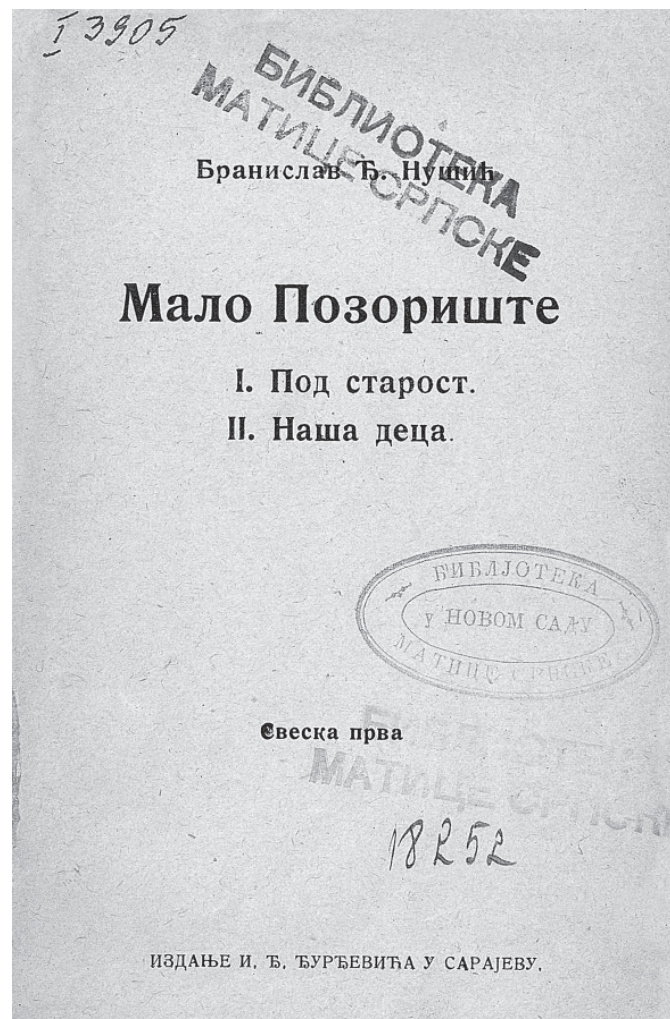 I 3905
БИБЛИОТЕКА
МАТИЦЕ СРПСКЕ
Бранислав Ђ. Нушић
Мало Позориште
I. Под старост.
II. Наша деца.
БИБЛЈОТЕКА
У НОВОМ САДУ
МАТИЦЕ СРПСКЕ
Свеска прва
БИБЛИОТЕКА
МАТИЦЕ СРПСКЕ
18252
ИЗДАЊЕ И. Ђ. ЂУРЂЕВИЋА У САРАЈЕВУ.